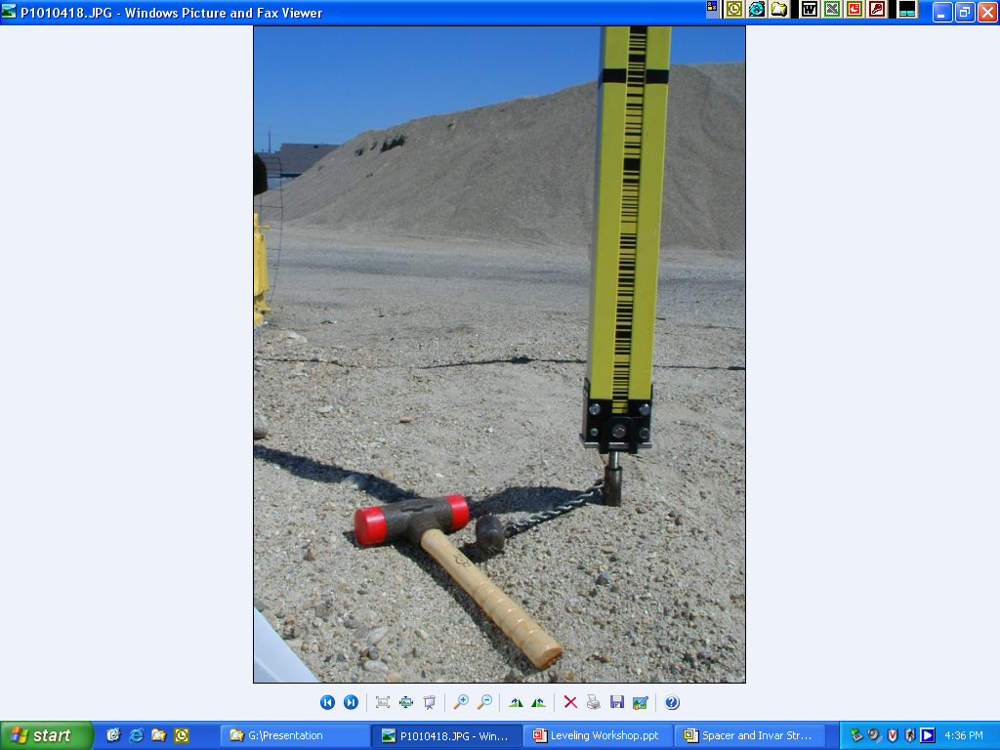 P1010418.JPG - Windows Picture and Fax Viewer
start
G:\Presentation
P1010418.JPG - Win...
Leveling Workshop.ppt
Spacer and Invar Str...
4:36 PM